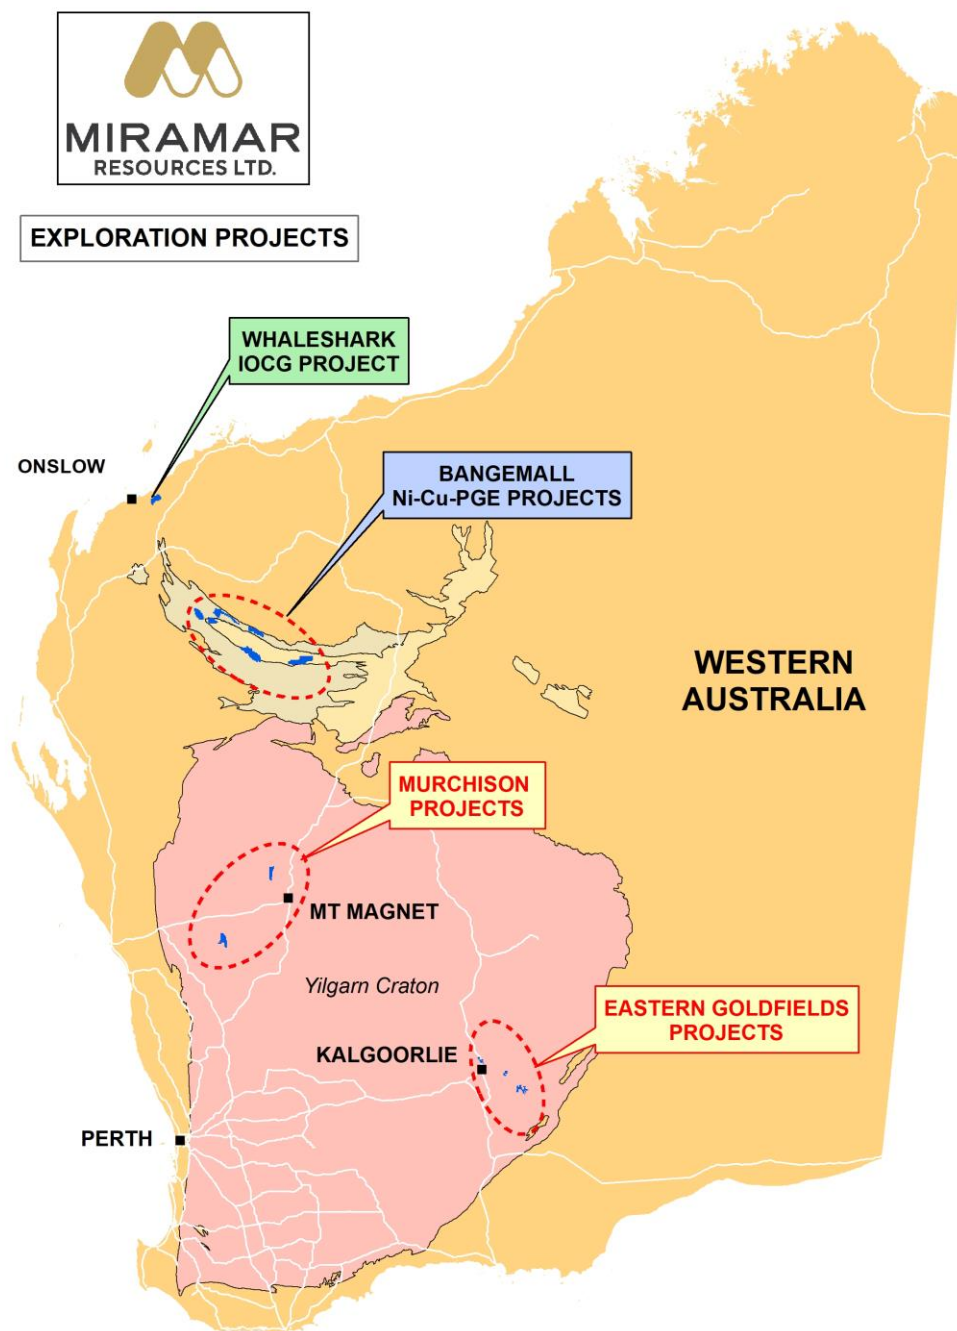 MIRAMAR
RESOURCES LTD.
EXPLORATION PROJECTS
WHALESHARK
IOCG PROJECT
ONSLOW
BANGEMALL
Ni-Cu-PGE PROJECTS
WESTERN
AUSTRALIA
MURCHISON
PROJECTS
MT MAGNET
Yilgarn Craton
EASTERN GOLDFIELDS
PROJECTS
KALGOORLIE
PERTH